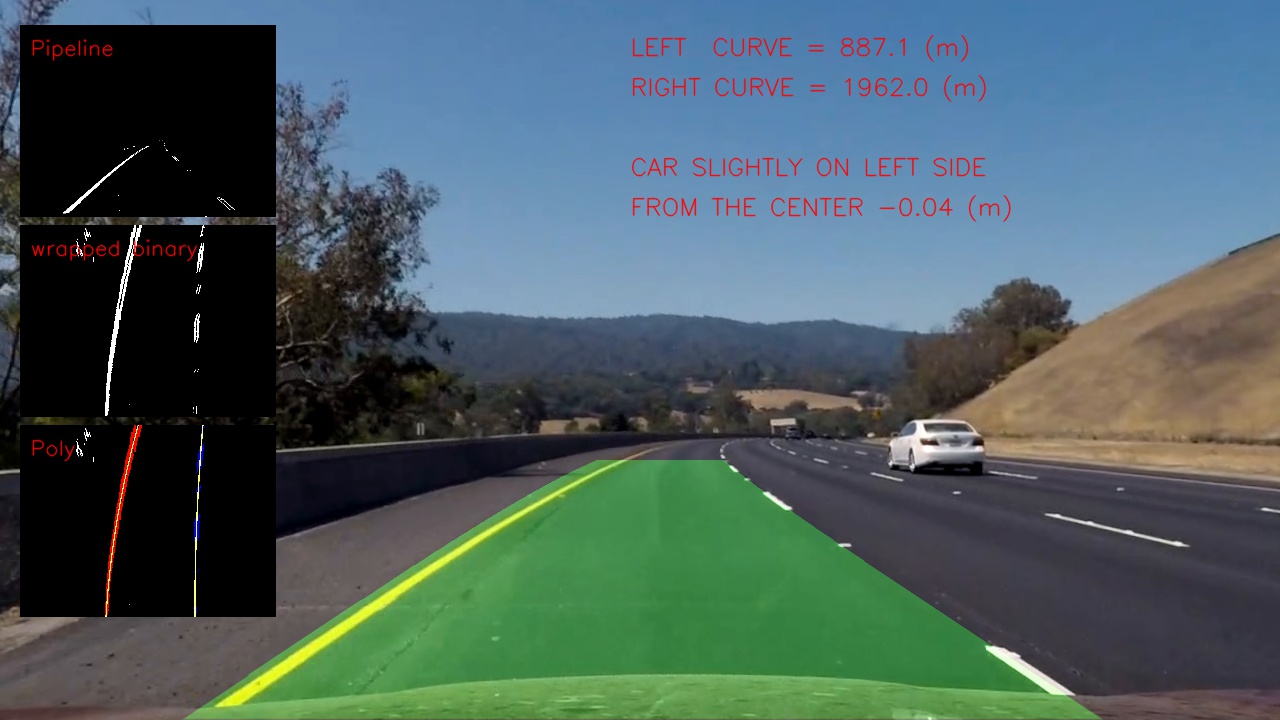 Pipeline
wrapped binary
Poly
LEFT CURVE = 887.1 (m)
RIGHT CURVE = 1962.0 (m)
CAR SLIGHTLY ON LEFT SIDE
FROM THE CENTER -0.04 (m)